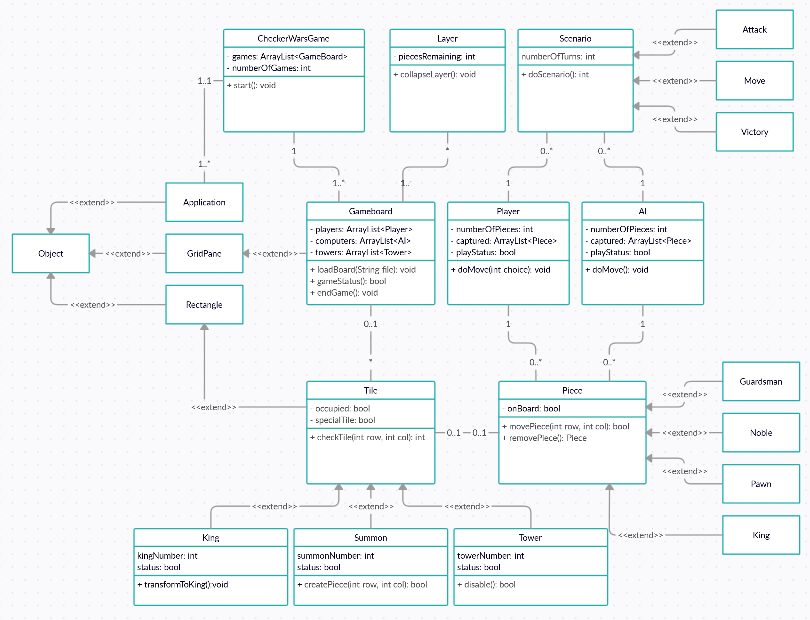 CheckerWarsGame
- games: ArrayList<GameBoard>
- numberOfGames: int
+ start(): void
Layer
- piecesRemaining: int
+ collapseLayer(): void
Scenario
numberOfTurns: int
+ doScenario(): int
Attack
<<extend>>
Move
<<extend>>
Victory
<<extend>>
1..1
1..*
1
1..*
*
1..
0..*
1
0..*
1
Application
<<extend>>
Object
GridPane
<<extend>>
<<extend>>
Rectangle
<<extend>>
Gameboard
- players: ArrayList<Player>
- computers: ArrayList<AI>
- towers: ArrayList<Tower>
+ loadBoard(String file): void
+ gameStatus(): bool
+ endGame(): void
Player
- numberOfPieces: int
- captured: ArrayList<Piece>
- playStatus: bool
+ doMove(int choice): void
AI
- numberOfPieces: int
- captured: ArrayList<Piece>
- playStatus: bool
+ doMove(): void
0..1
*
1
0..*
1
0..*
<<extend>>
Tile
- occupied: bool
- specialTile: bool
+ checkTile(int row, int col): int
0..1
0..1
Piece
- onBoard: bool
+ movePiece(int row, int col): bool
+ removePiece(): Piece
Guardsman
<<extend>>
Noble
<<extend>>
Pawn
<<extend>>
King
<<extend>>
<<extend>>
<<extend>>
<<extend>>
King
kingNumber: int
status: bool
+ transformToKing():void
Summon
summonNumber: int
status: bool
+ createPiece(int row, int col): bool
Tower
towerNumber: int
status: bool
+ disable(): bool